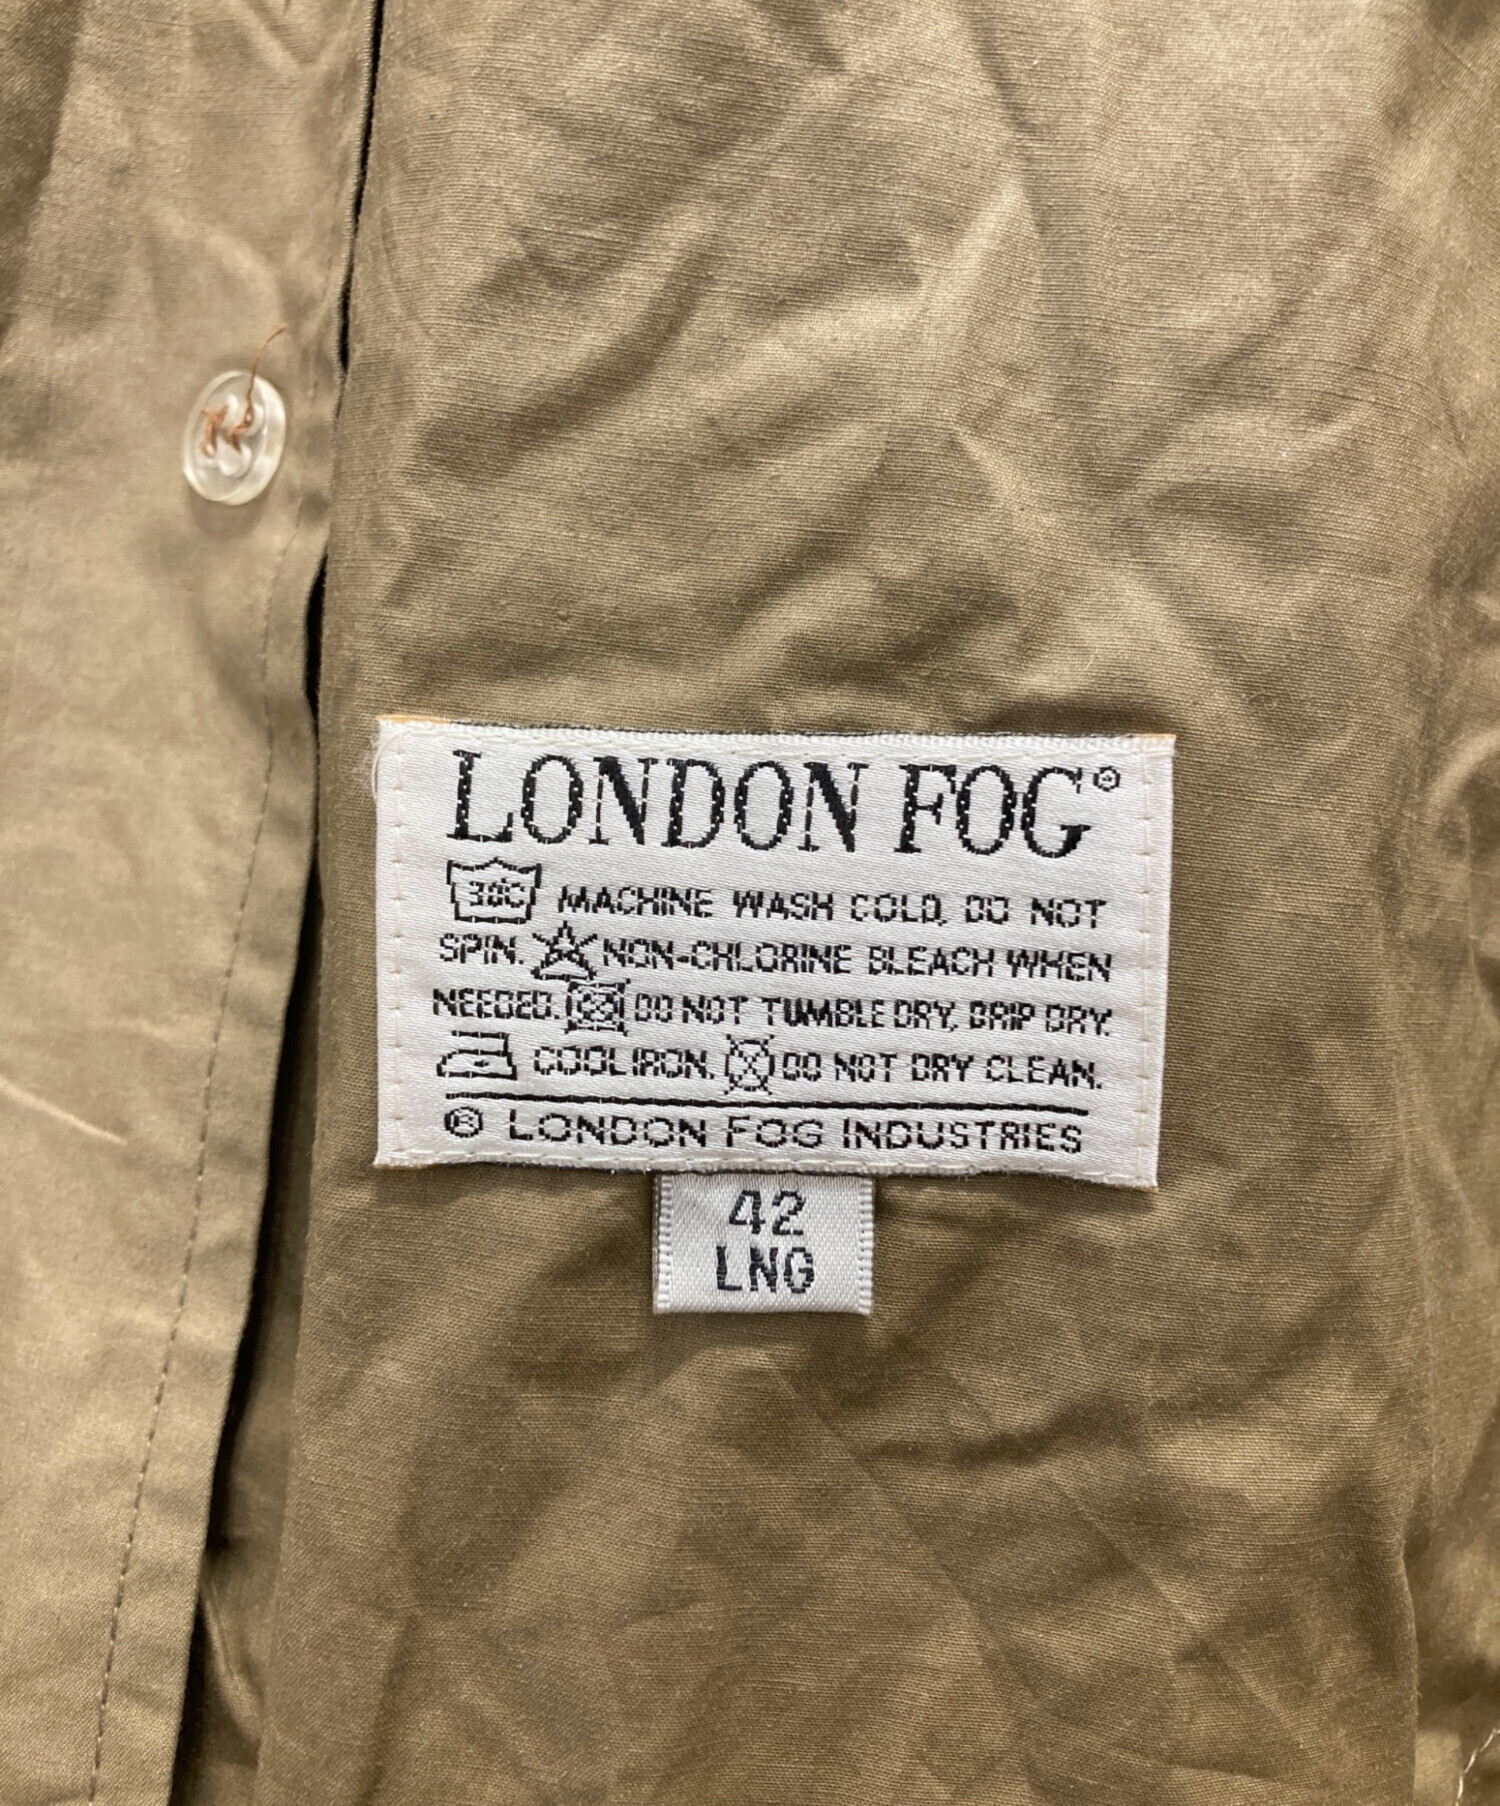 LONDON FOG®
30C MACHINE WASH COLD, DO NOT
SPIN. NON-CHLORINE BLEACH WHEN
NEEDED. DO NOT TUMBLE DRY, DRIP DRY.
COOL IRON. DO NOT DRY CLEAN.
® LONDON FOG INDUSTRIES
42
LNG